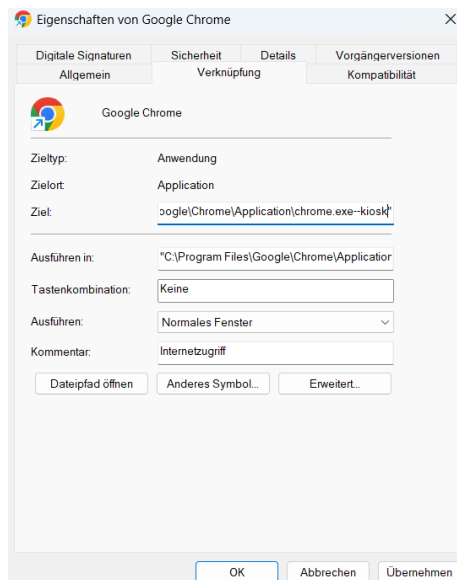 Eigenschaften von Google Chrome
Digitale Signaturen Sicherheit Details Vorgängerversionen
Allgemein Verknüpfung Kompatibilität
Google Chrome
Zieltyp: Anwendung
Zielort: Application
Ziel: oogle\Chrome\Application\chrome.exe--kiosk"
Ausführen in: "C:\Program Files\Google\Chrome\Application
Tastenkombination: Keine
Ausführen: Normales Fenster
Kommentar: Internetzugriff
Dateipfad öffnen Anderes Symbol... Erweitert...
OK Abbrechen Übernehmen